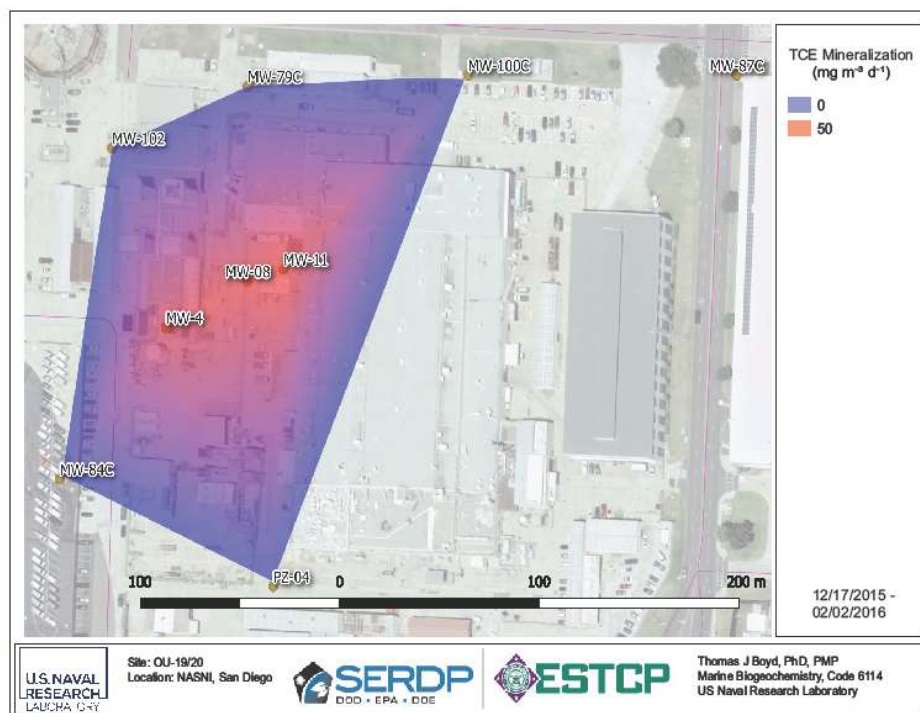 TCE Mineralization
(mg m⁻³ d⁻¹)
0
50
MW-79C
MW-100C
MW-87C
MW-102
MW-11
MW-08
MW-4
MW-84C
PZ-04
100 0 100 200 m
12/17/2015 -
02/02/2016
U.S. NAVAL
RESEARCH
LABORATORY
Site: OU-19/20
Location: NASNI, San Diego
SERDP
DOD • EPA • DOE
ESTCP
Thomas J Boyd, PhD, PMP
Marine Biogeochemistry, Code 6114
US Naval Research Laboratory